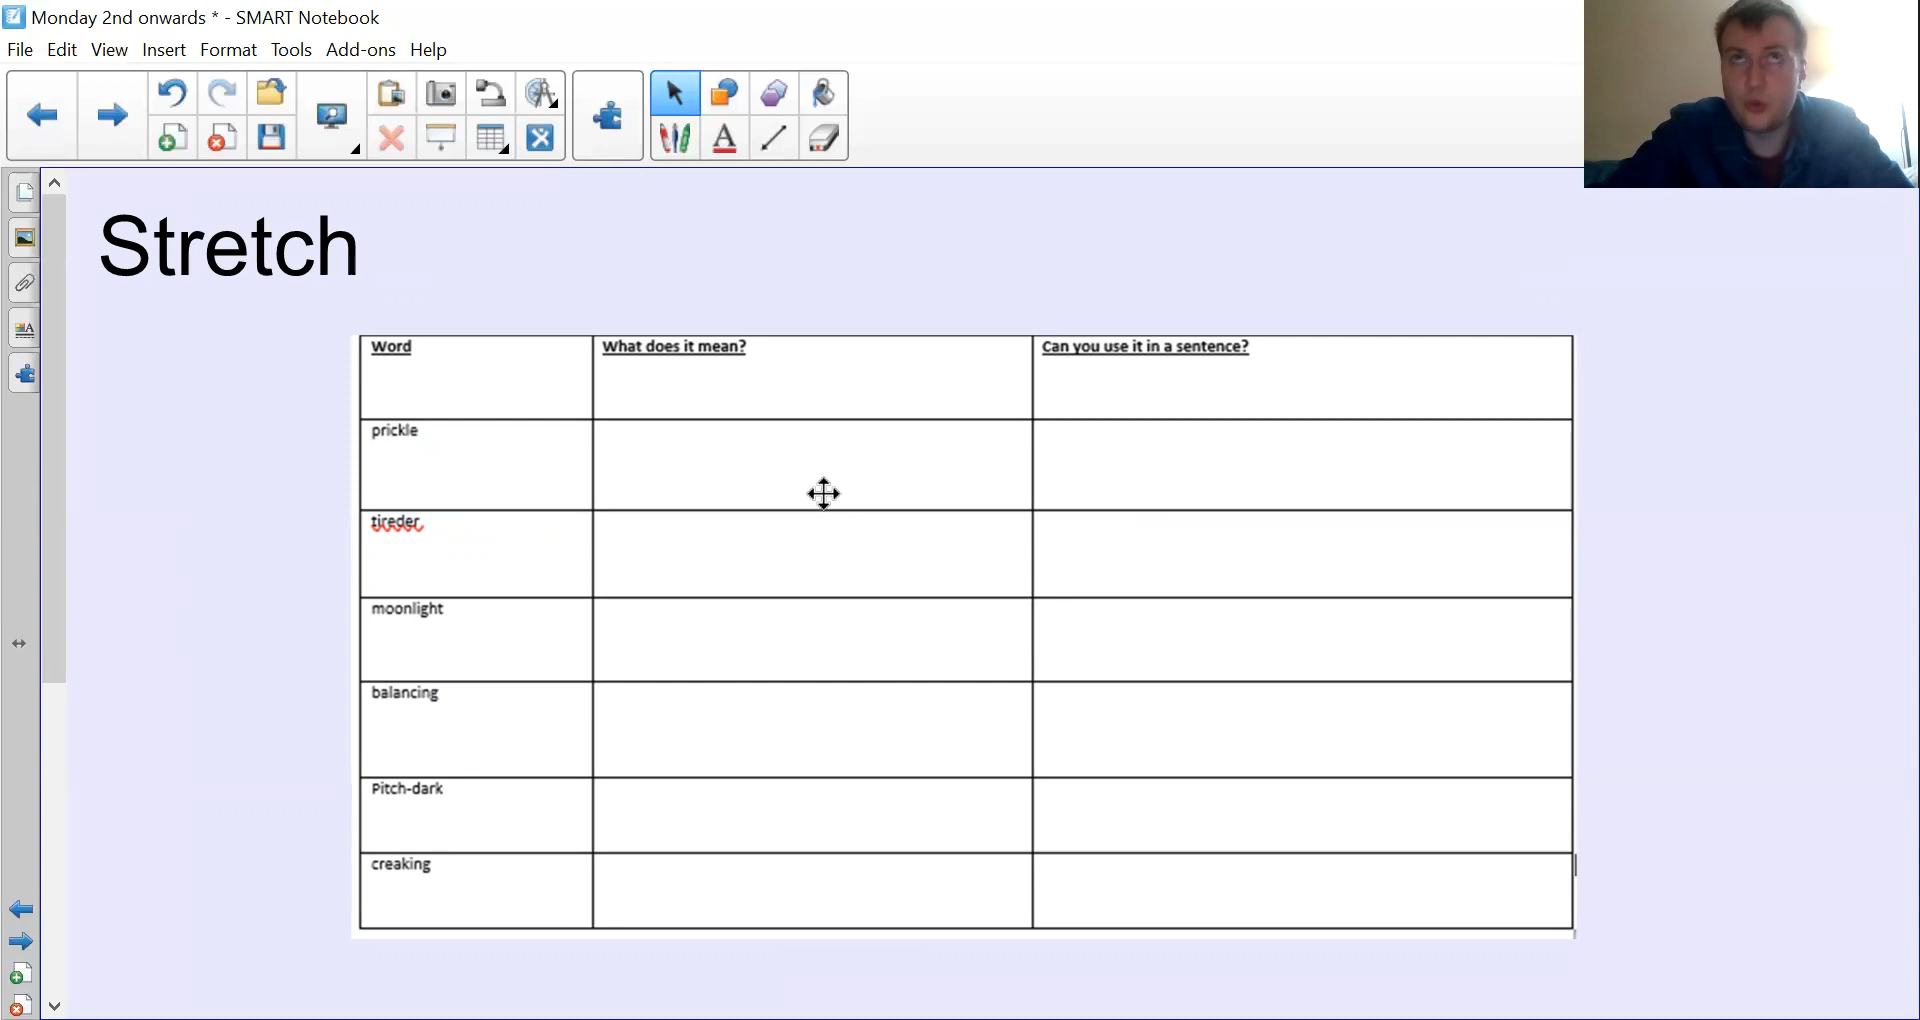 Monday 2nd onwards * - SMART Notebook
File Edit View Insert Format Tools Add-ons Help
Stretch
Word What does it mean? Can you use it in a sentence?
prickle
tireder
moonlight
balancing
Pitch-dark
creaking